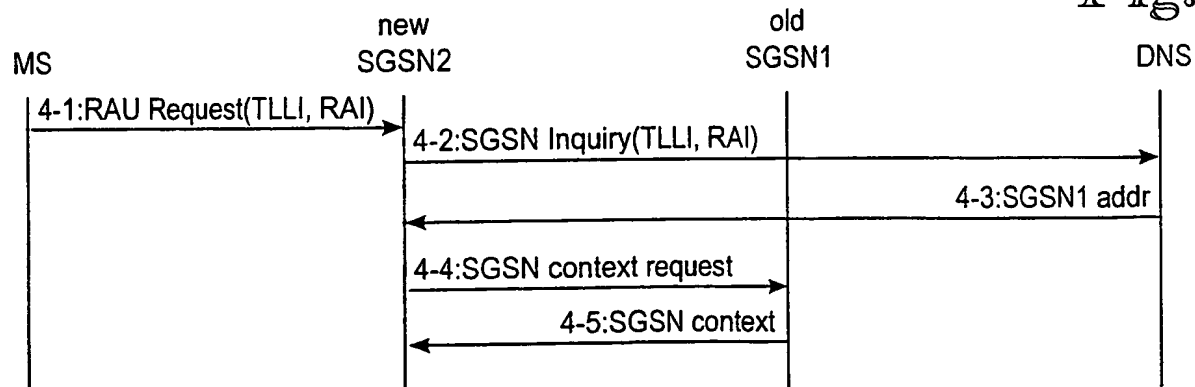 Fig.
new
SGSN2
old
SGSN1
MS
DNS
4-1:RAU Request(TLLI, RAI)
4-2:SGSN Inquiry(TLLI, RAI)
4-3:SGSN1 addr
4-4:SGSN context request
4-5:SGSN context